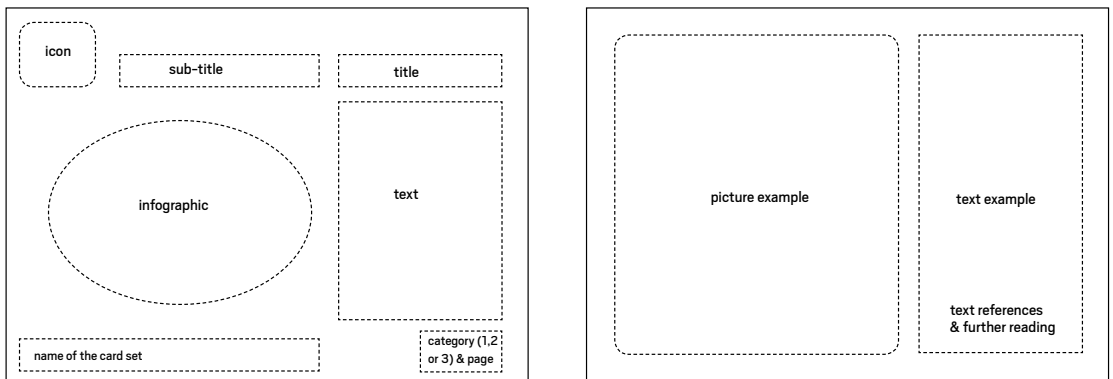 icon
sub-title
title
infographic
text
name of the card set
category (1,2
or 3) & page
picture example
text example
text references
& further reading